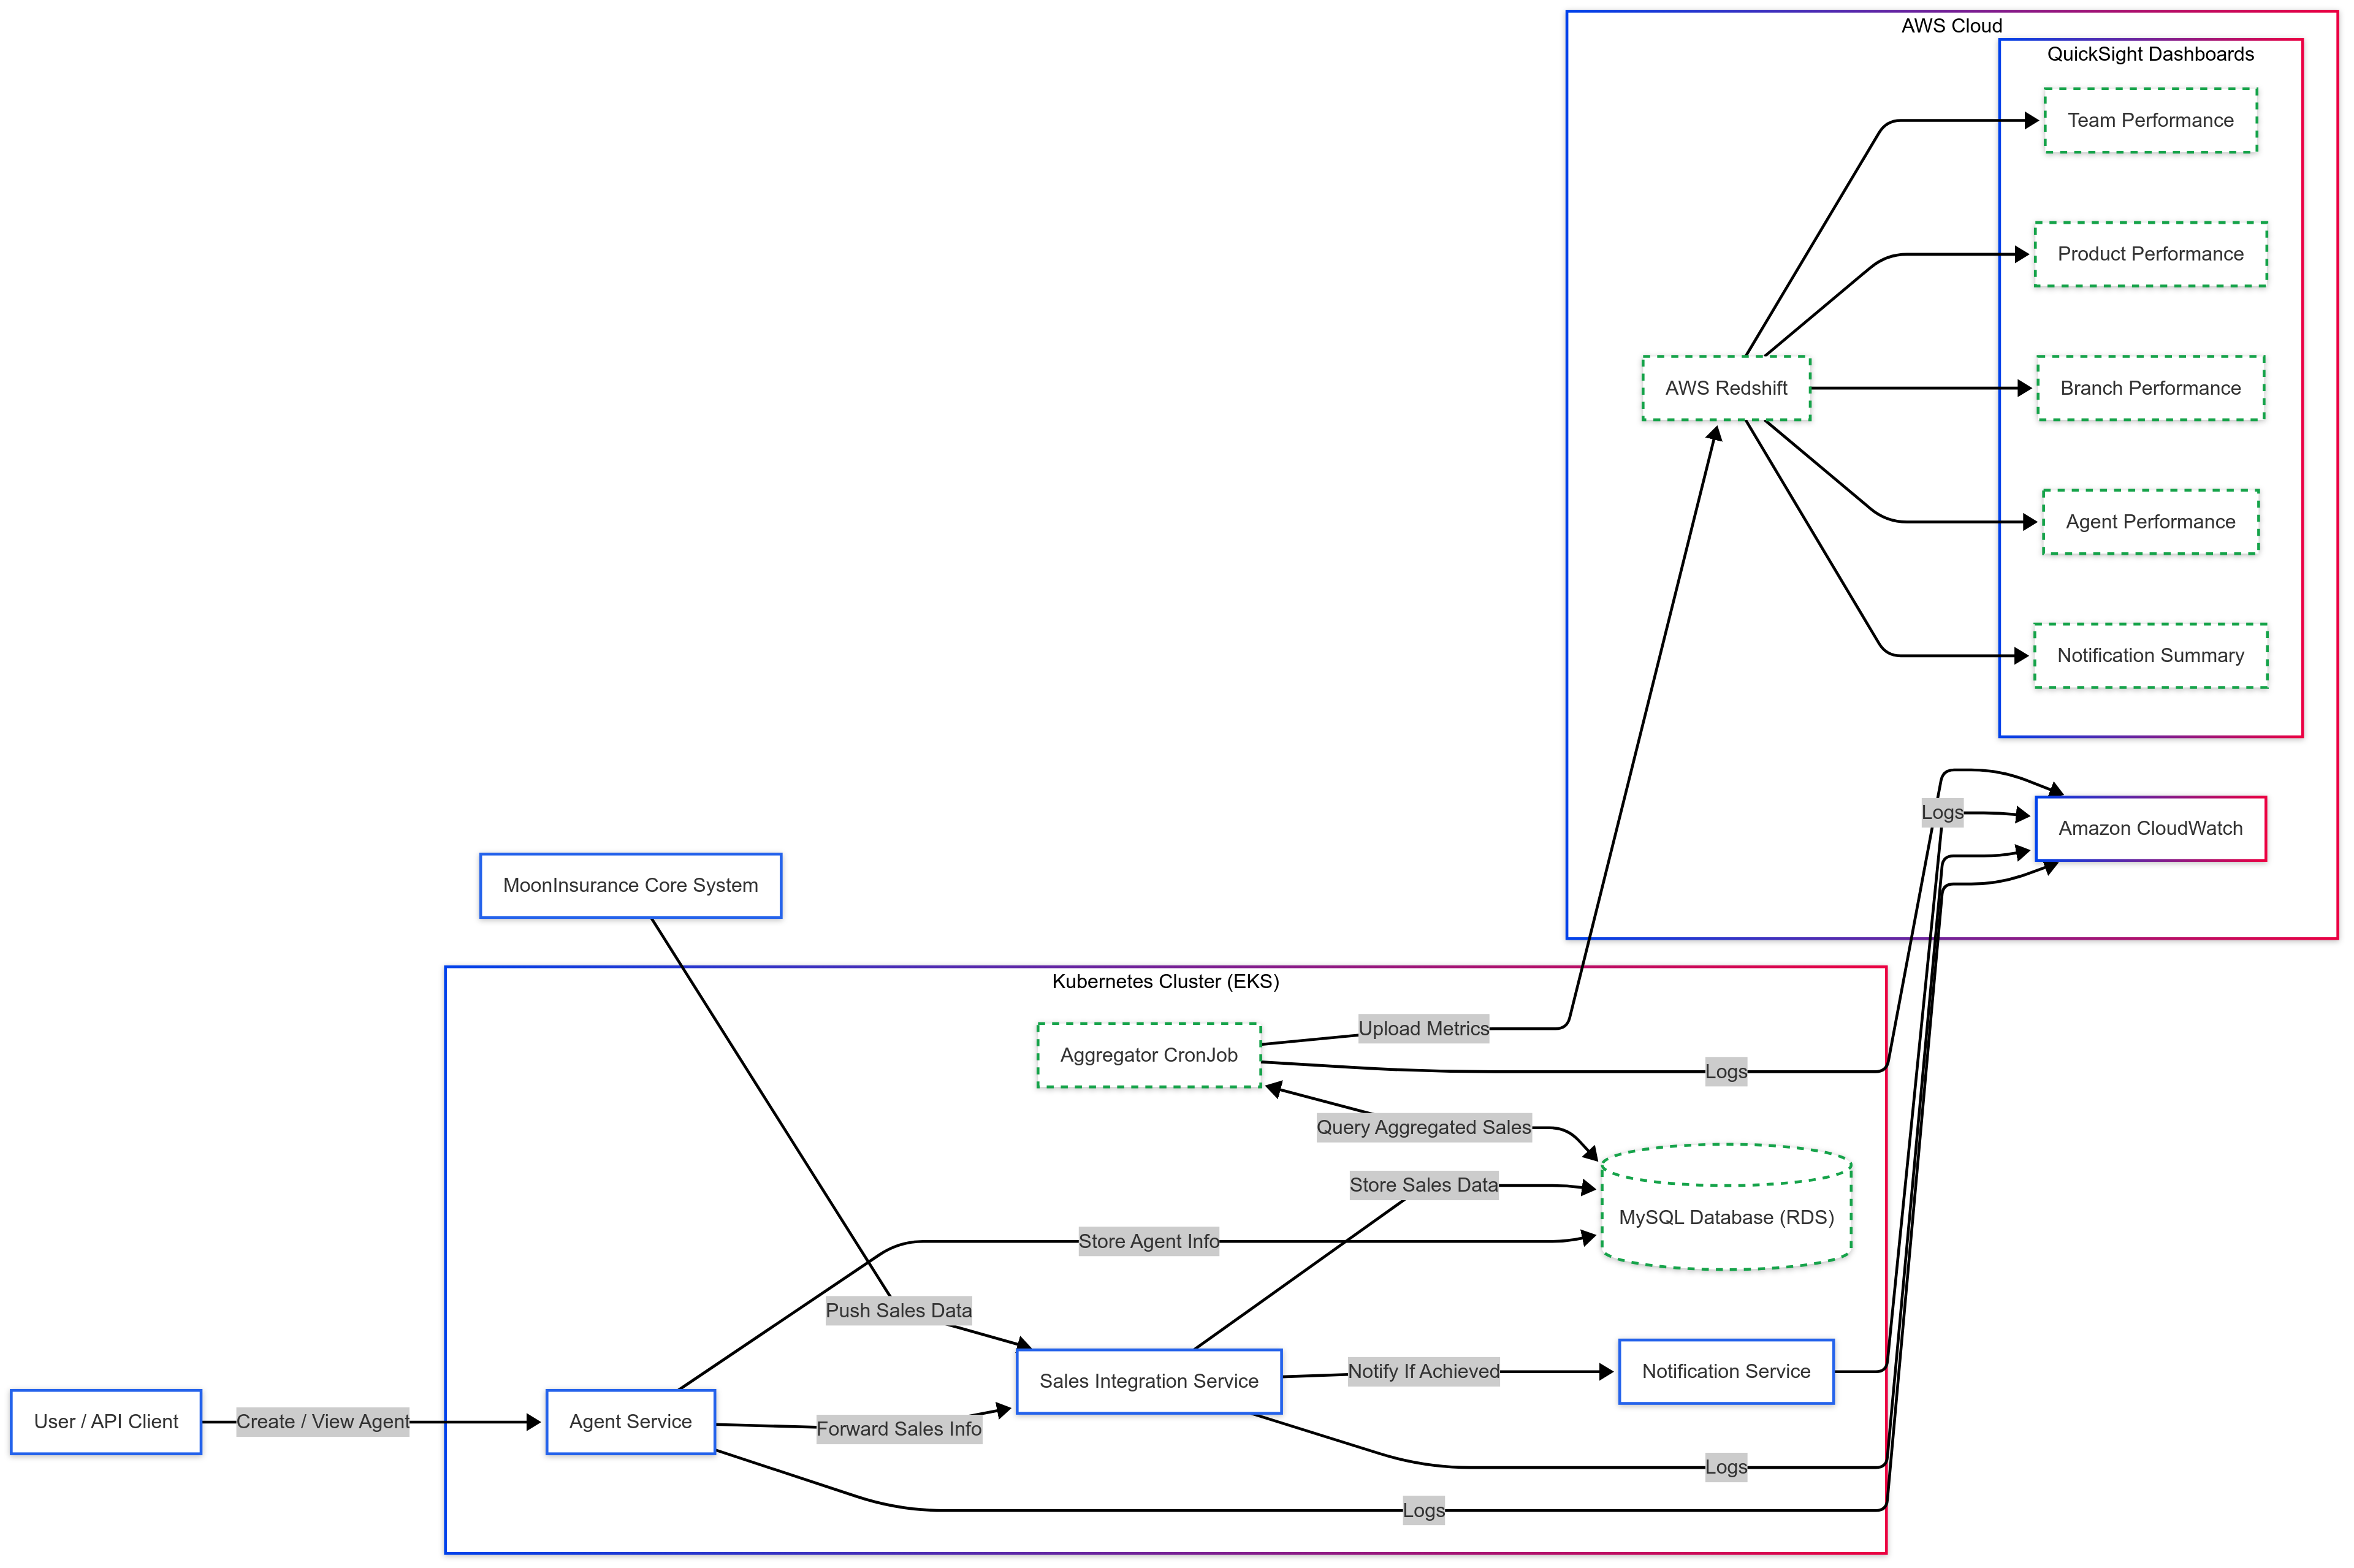 AWS Cloud
QuickSight Dashboards
Team Performance
Product Performance
AWS Redshift
Branch Performance
Agent Performance
Notification Summary
Logs
Amazon CloudWatch
MoonInsurance Core System
Kubernetes Cluster (EKS)
Upload Metrics
Aggregator CronJob
Logs
Query Aggregated Sales
Store Sales Data
MySQL Database (RDS)
Store Agent Info
Push Sales Data
Sales Integration Service
Notify If Achieved
Notification Service
User / API Client
Create / View Agent
Agent Service
Forward Sales Info
Logs
Logs